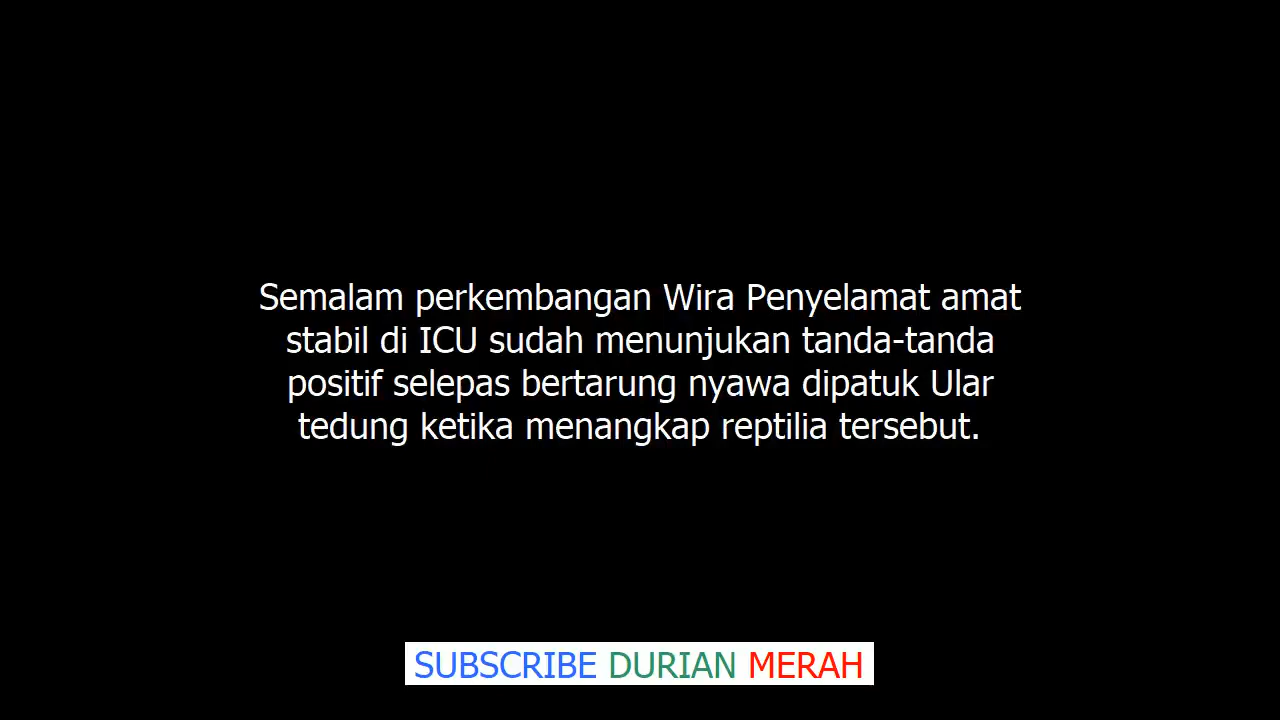 Semalam perkembangan Wira Penyelamat amat
stabil di ICU sudah menunjukan tanda-tanda
positif selepas bertarung nyawa dipatuk Ular
tedung ketika menangkap reptilia tersebut.
SUBSCRIBE DURIAN MERAH